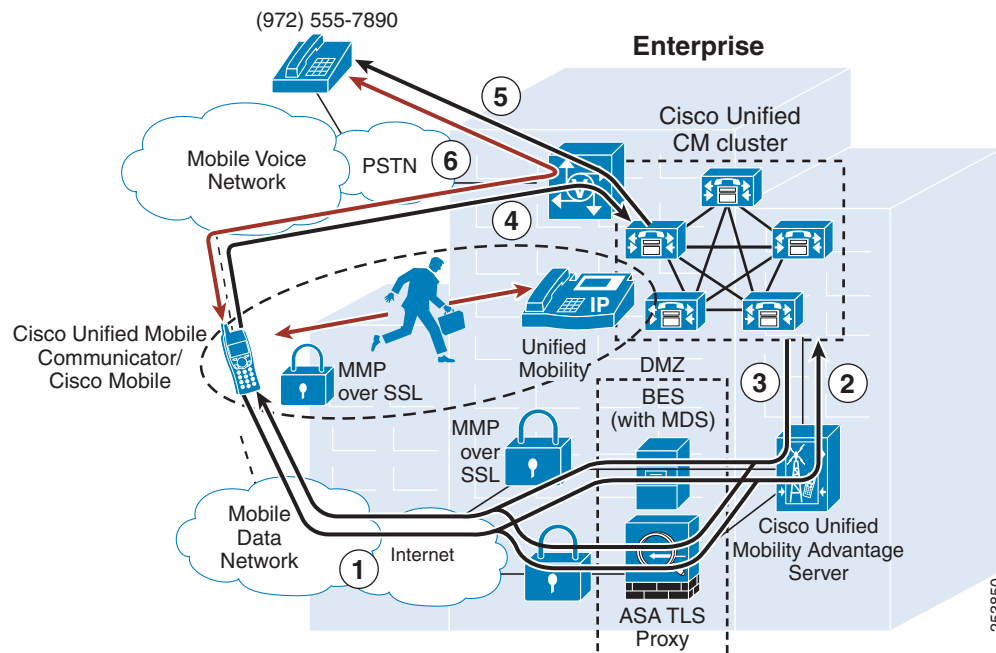 (972) 555-7890
Enterprise
5
Cisco Unified
CM cluster
Mobile Voice
Network
PSTN
6
V
4
IP
Cisco Unified Mobile
Communicator/
Cisco Mobile
MMP
over SSL
Unified
Mobility
DMZ
3
2
BES
(with MDS)
MMP
over
SSL
Mobile
Data
Network
1
Internet
Cisco Unified
Mobility Advantage
Server
ASA TLS
Proxy
253850